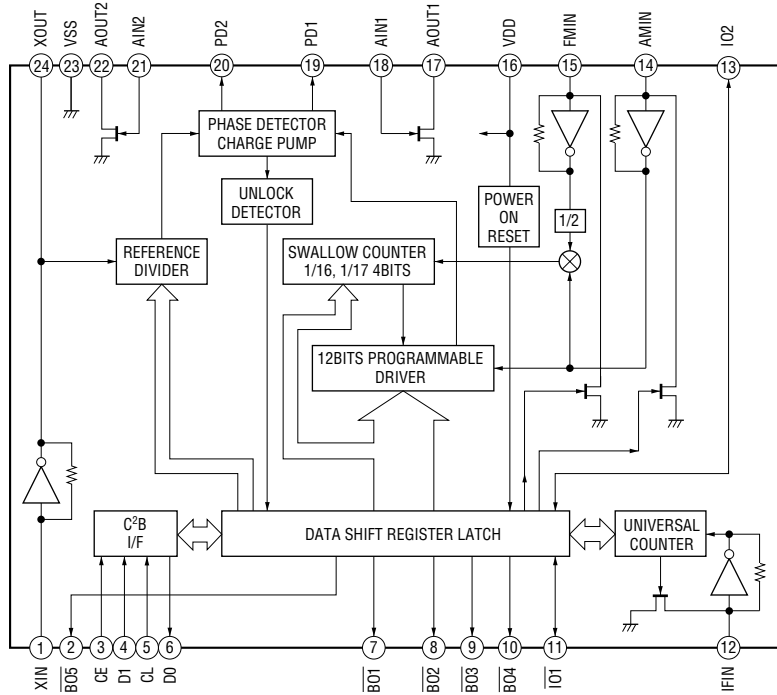 XOUT
VSS
AOUT2
AIN2
PD2
PD1
AIN1
AOUT1
VDD
FMIN
AMIN
IO2
24
23
22
21
20
19
18
17
16
15
14
13
PHASE DETECTOR
CHARGE PUMP
UNLOCK
DETECTOR
POWER
ON
RESET
1/2
REFERENCE
DIVIDER
SWALLOW COUNTER
1/16, 1/17 4BITS
12BITS PROGRAMMABLE
DRIVER
C²B
I/F
DATA SHIFT REGISTER LATCH
UNIVERSAL
COUNTER
1
2
3
4
5
6
7
8
9
10
11
12
XIN
BO5
CE
D1
CL
DO
BO1
BO2
BO3
BO4
IO1
IFIN